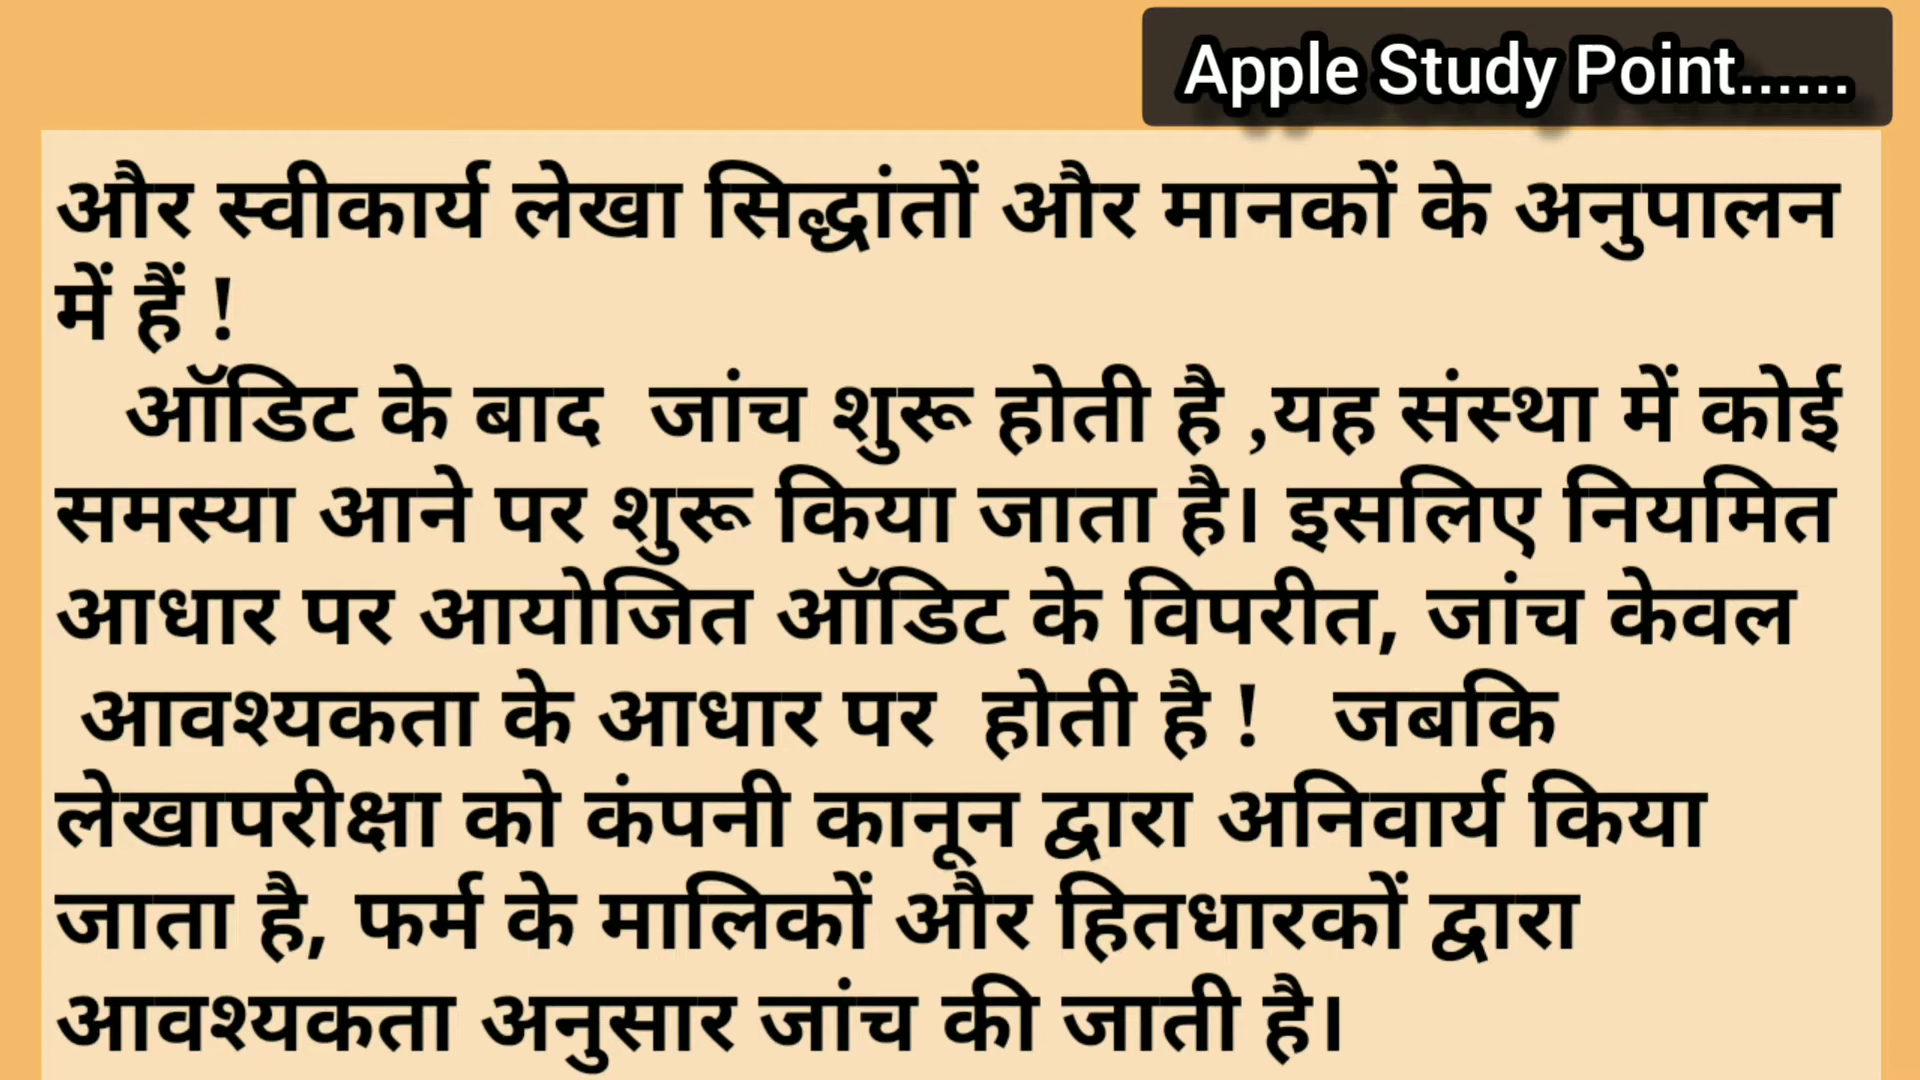 Apple Study Point......
और स्वीकार्य लेखा सिद्धांतों और मानकों के अनुपालन
में हैं !
ऑडिट के बाद जांच शुरू होती है ,यह संस्था में कोई
समस्या आने पर शुरू किया जाता है। इसलिए नियमित
आधार पर आयोजित ऑडिट के विपरीत, जांच केवल
आवश्यकता के आधार पर होती है ! जबकि
लेखापरीक्षा को कंपनी कानून द्वारा अनिवार्य किया
जाता है, फर्म के मालिकों और हितधारकों द्वारा
आवश्यकता अनुसार जांच की जाती है।